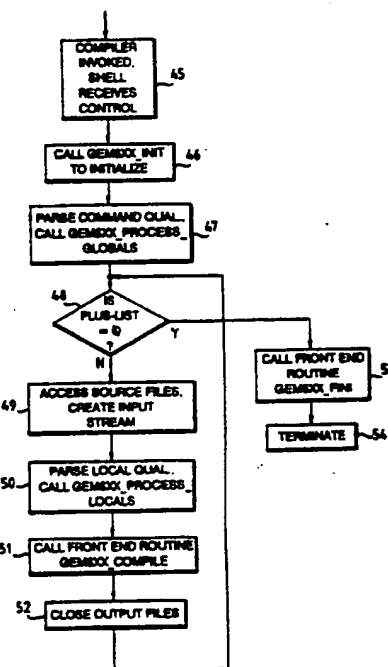 COMPILER
INVOKED,
SHELL
RECEIVES
CONTROL
45
CALL GEM$XX_INIT
TO INITIALIZE
46
PARSE COMMAND QUAL.
CALL GEM$XX_PROCESS_
GLOBALS
47
48
IS
PLUS-LIST
= 0
?
Y
N
ACCESS SOURCE FILES,
CREATE INPUT
STREAM
49
CALL FRONT END
ROUTINE
GEM$XX_FINI
5
TERMINATE
54
PARSE LOCAL QUAL.
CALL GEM$XX_PROCESS_
LOCALS
50
CALL FRONT END ROUTINE
GEM$XX_COMPILE
51
CLOSE OUTPUT FILES
52